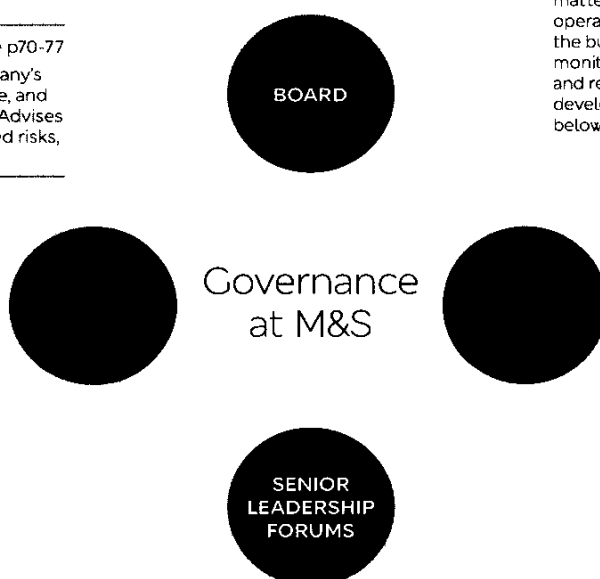 p70-77
any's
e, and
Advises
d risks,
BOARD
opera
the bu
monit
and re
devel
below
Governance
at M&S
SENIOR
LEADERSHIP
FORUMS